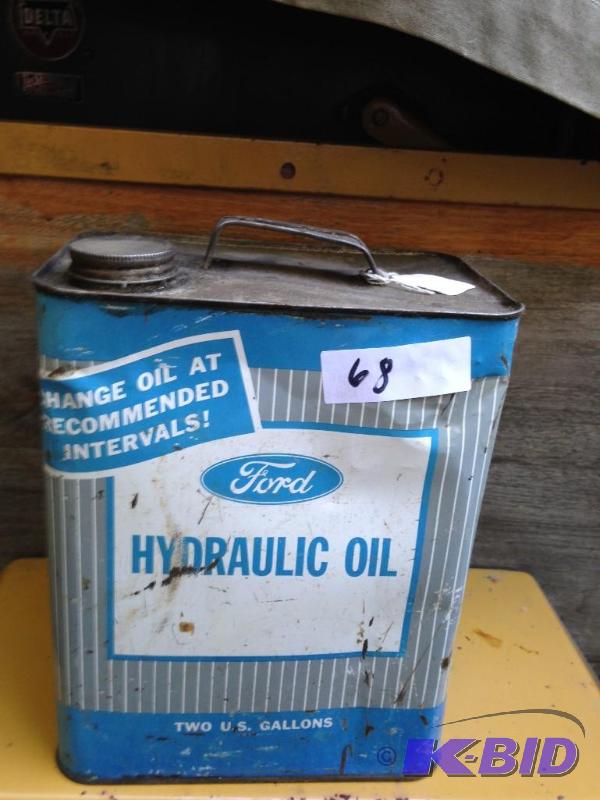 DELTA
68
CHANGE OIL AT
RECOMMENDED
INTERVALS!
Ford
HYDRAULIC OIL
TWO U.S. GALLONS
© K-BID